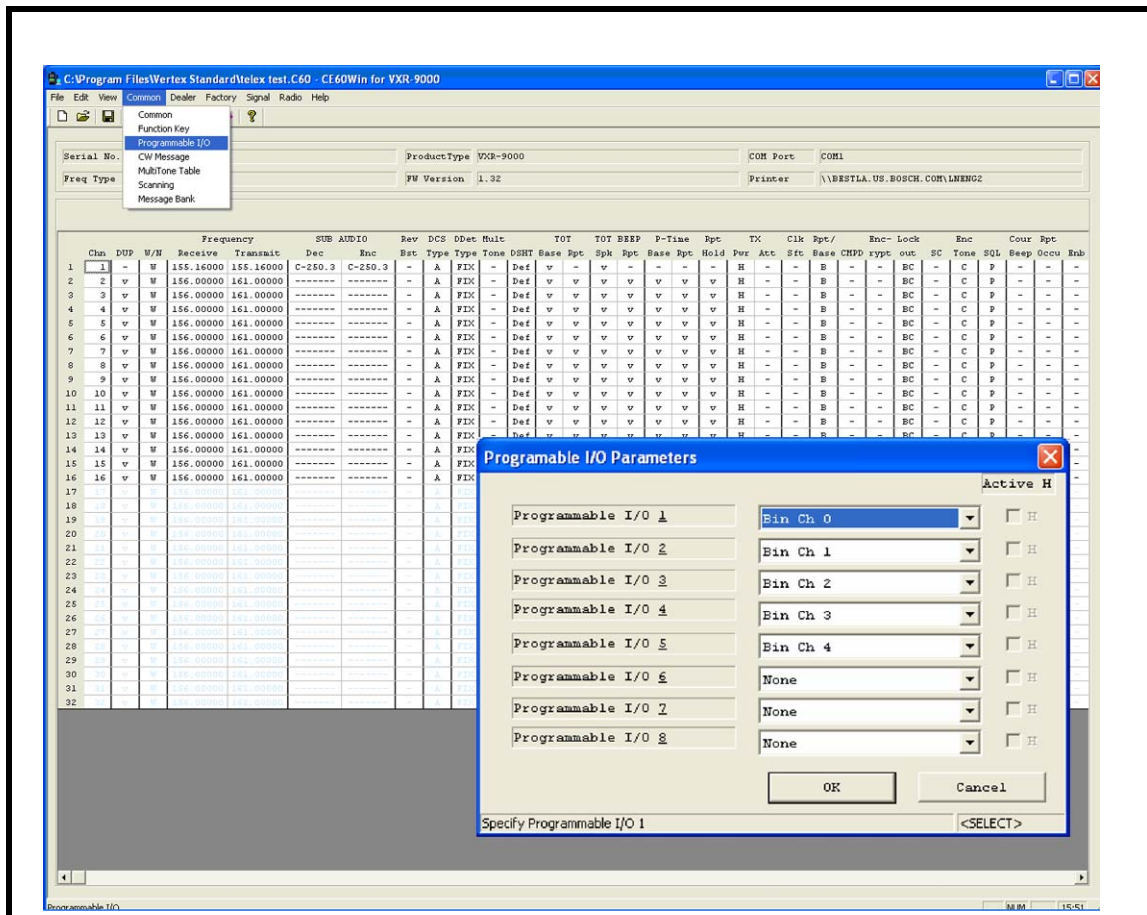 C:\Program Files\Vertex Standard\telex test.C60 - CE60Win for VXR-9000
File Edit View Common Dealer Factory Signal Radio Help
Common
Function Key
Programmable I/O
CW Message
MultiTone Table
Scanning
Message Bank
Serial No. ProductType VXR-9000 COM Port COM1
Freq Type FW Version 1.32 Printer \\BESTLA.US.BOSCH.COM\LNENG2
Frequency SUB AUDIO Rev DCS DDet Mult TOT TOT BEEP P-Time Rpt TX Clk Rpt/ Enc- Lock Enc Cour Rpt
Chn DUP W/N Receive Transmit Dec Enc Bst Type Type Tone DSHT Base Rpt Spk Rpt Base Rpt Hold Pwr Att Sft Base CMPD rypt out SC Tone SQL Beep Occu Enb
1 1 - W 155.16000 155.16000 C-250.3 C-250.3 - A FIX - Def v - v - - - - H - - B - - BC - C P - - -
2 2 v W 156.00000 161.00000 ------- ------- - A FIX - Def v v v v v v v H - - B - - BC - C P - - -
3 3 v W 156.00000 161.00000 ------- ------- - A FIX - Def v v v v v v v H - - B - - BC - C P - - -
4 4 v W 156.00000 161.00000 ------- ------- - A FIX - Def v v v v v v v H - - B - - BC - C P - - -
5 5 v W 156.00000 161.00000 ------- ------- - A FIX - Def v v v v v v v H - - B - - BC - C P - - -
6 6 v W 156.00000 161.00000 ------- ------- - A FIX - Def v v v v v v v H - - B - - BC - C P - - -
7 7 v W 156.00000 161.00000 ------- ------- - A FIX - Def v v v v v v v H - - B - - BC - C P - - -
8 8 v W 156.00000 161.00000 ------- ------- - A FIX - Def v v v v v v v H - - B - - BC - C P - - -
9 9 v W 156.00000 161.00000 ------- ------- - A FIX - Def v v v v v v v H - - B - - BC - C P - - -
10 10 v W 156.00000 161.00000 ------- ------- - A FIX - Def v v v v v v v H - - B - - BC - C P - - -
11 11 v W 156.00000 161.00000 ------- ------- - A FIX - Def v v v v v v v H - - B - - BC - C P - - -
12 12 v W 156.00000 161.00000 ------- ------- - A FIX - Def v v v v v v v H - - B - - BC - C P - - -
13 13 v W 156.00000 161.00000 ------- ------- - A FIX - Def v v v v v v v H - - B - - BC - C P - - -
14 14 v W 156.00000 161.00000 ------- ------- - A FIX
15 15 v W 156.00000 161.00000 ------- ------- - A FIX
16 16 v W 156.00000 161.00000 ------- ------- - A FIX
17
18
19
20
21
22
23
24
25
26
27
28
29
30
31
32
Programable I/O Parameters
Active H
Programmable I/O 1 Bin Ch 0 H
Programmable I/O 2 Bin Ch 1 H
Programmable I/O 3 Bin Ch 2 H
Programmable I/O 4 Bin Ch 3 H
Programmable I/O 5 Bin Ch 4 H
Programmable I/O 6 None H
Programmable I/O 7 None H
Programmable I/O 8 None H
OK Cancel
Specify Programmable I/O 1 <SELECT>
Programmable I/O NUM 15:51